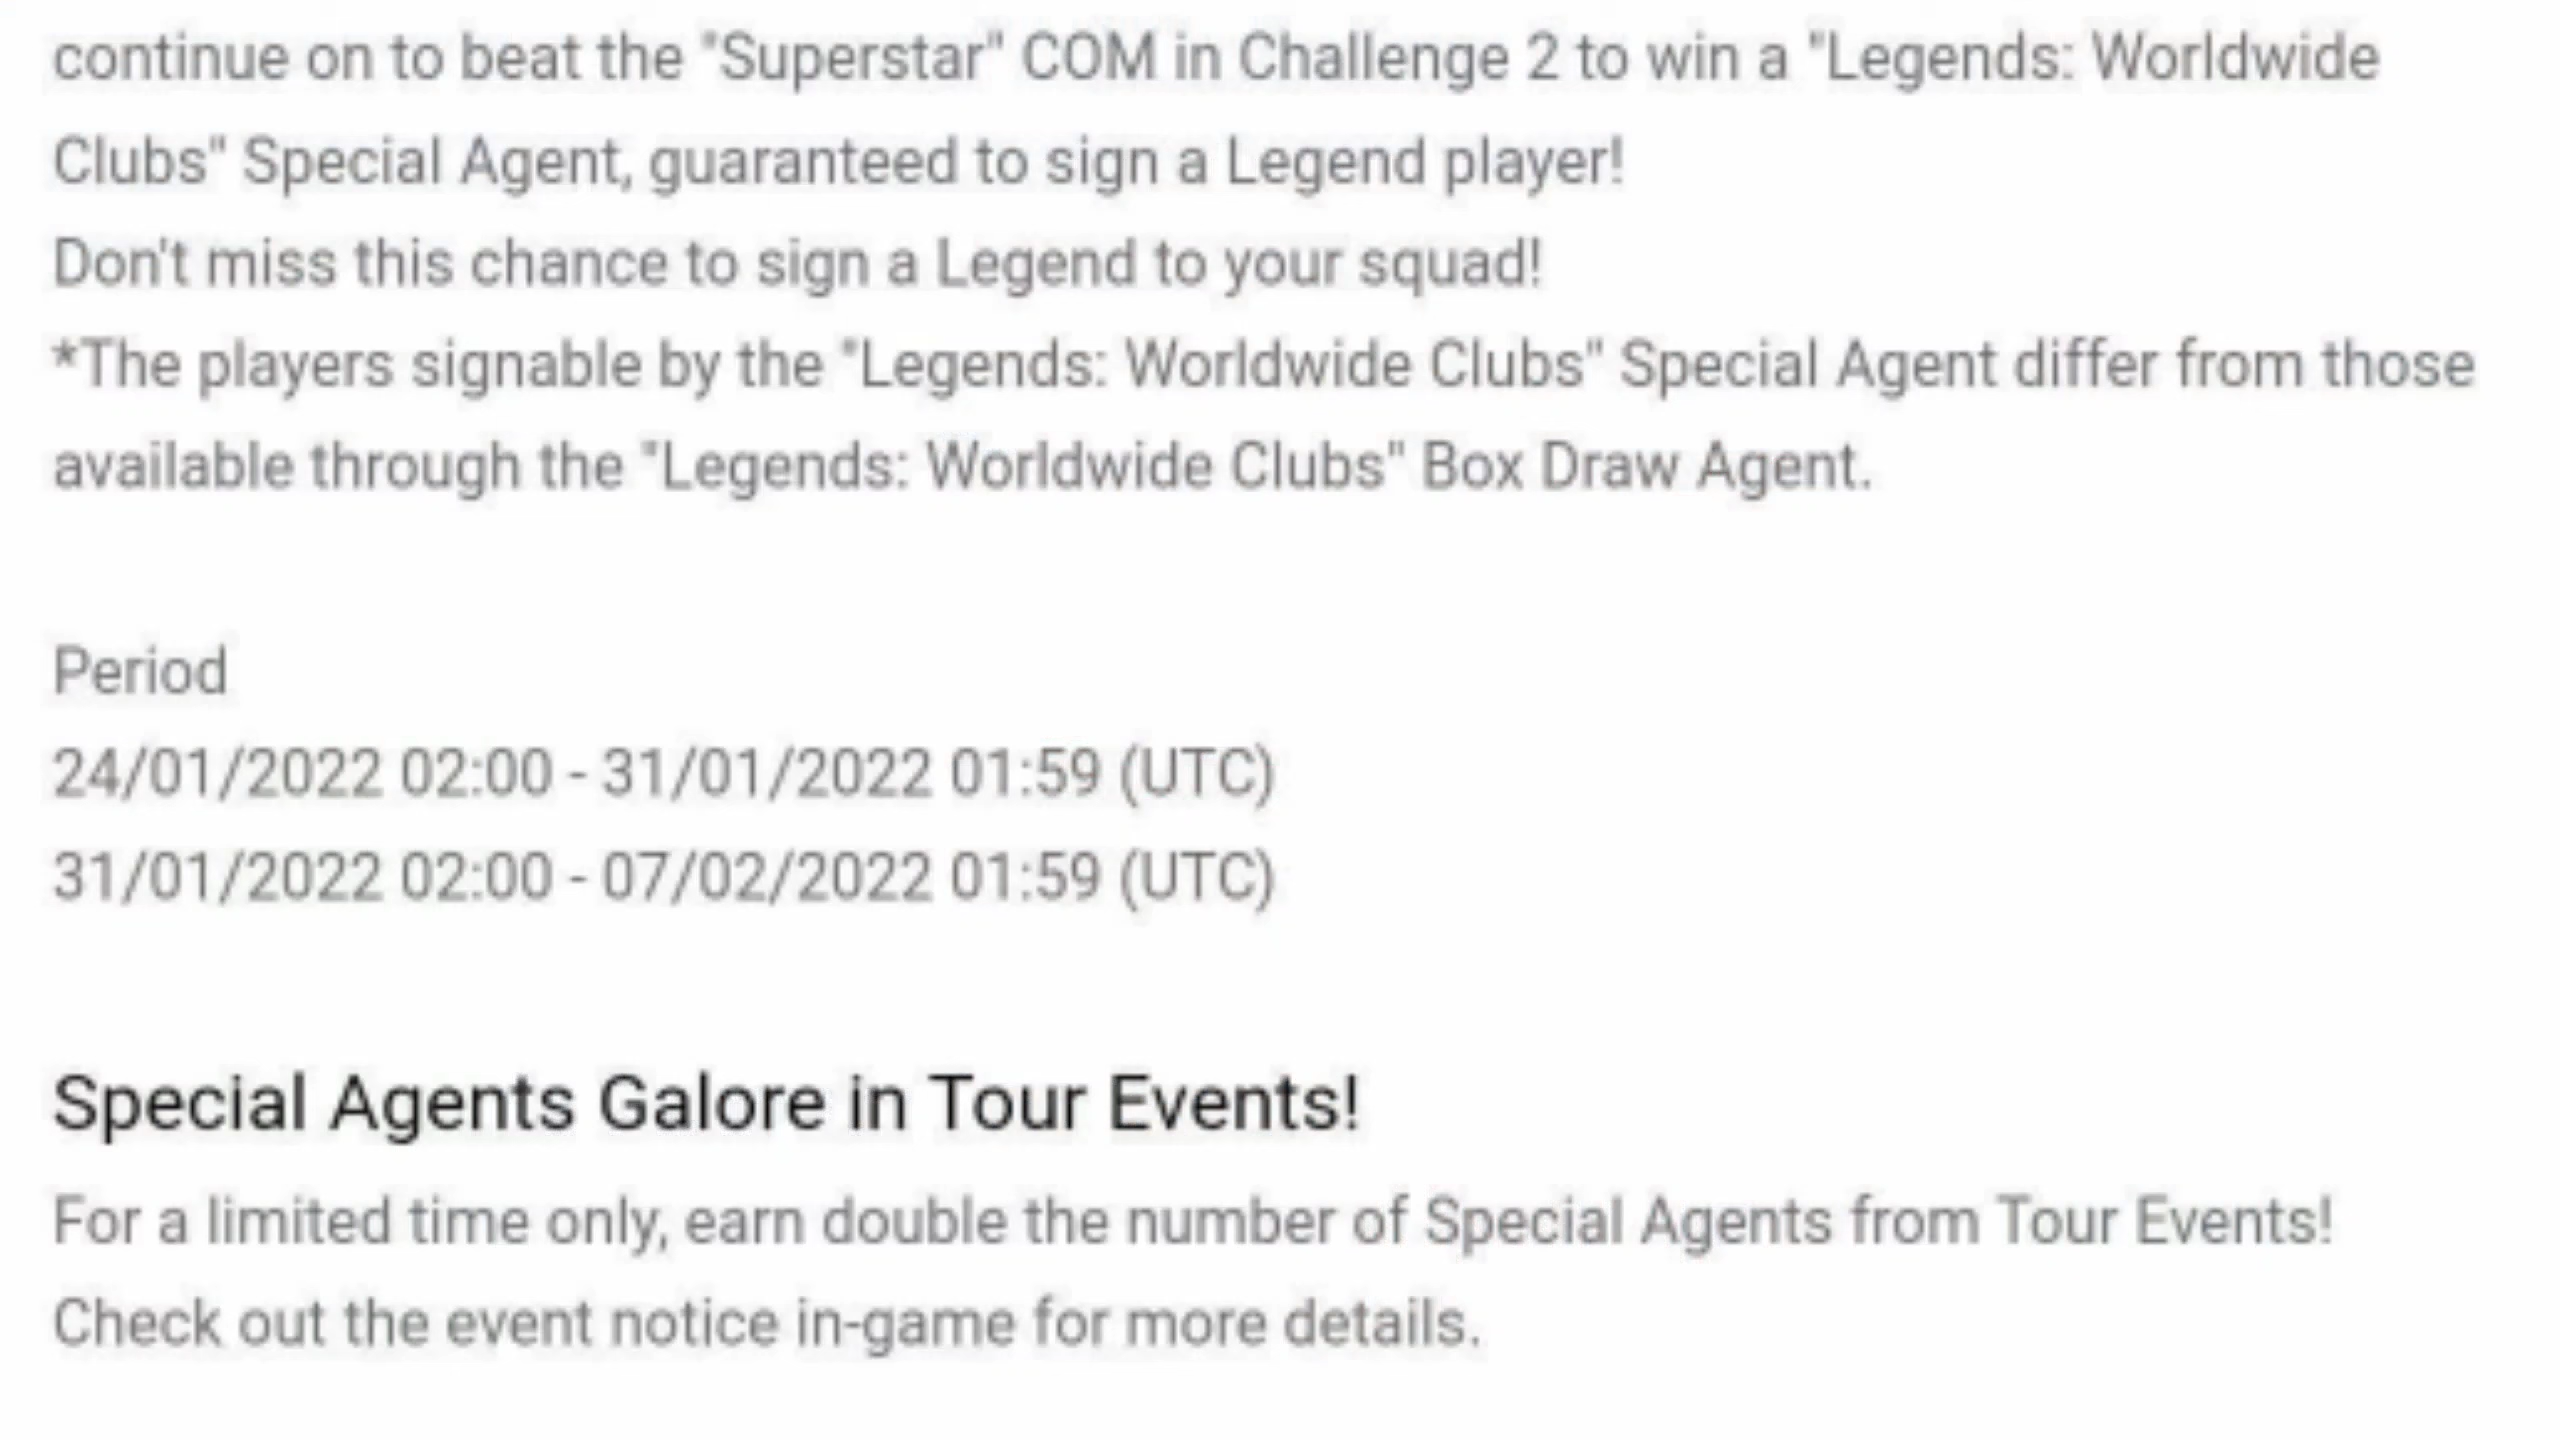 continue on to beat the "Superstar" COM in Challenge 2 to win a "Legends: Worldwide
Clubs" Special Agent, guaranteed to sign a Legend player!
Don't miss this chance to sign a Legend to your squad!
*The players signable by the "Legends: Worldwide Clubs" Special Agent differ from those
available through the "Legends: Worldwide Clubs" Box Draw Agent.
Period
24/01/2022 02:00 - 31/01/2022 01:59 (UTC)
31/01/2022 02:00 - 07/02/2022 01:59 (UTC)
Special Agents Galore in Tour Events!
For a limited time only, earn double the number of Special Agents from Tour Events!
Check out the event notice in-game for more details.